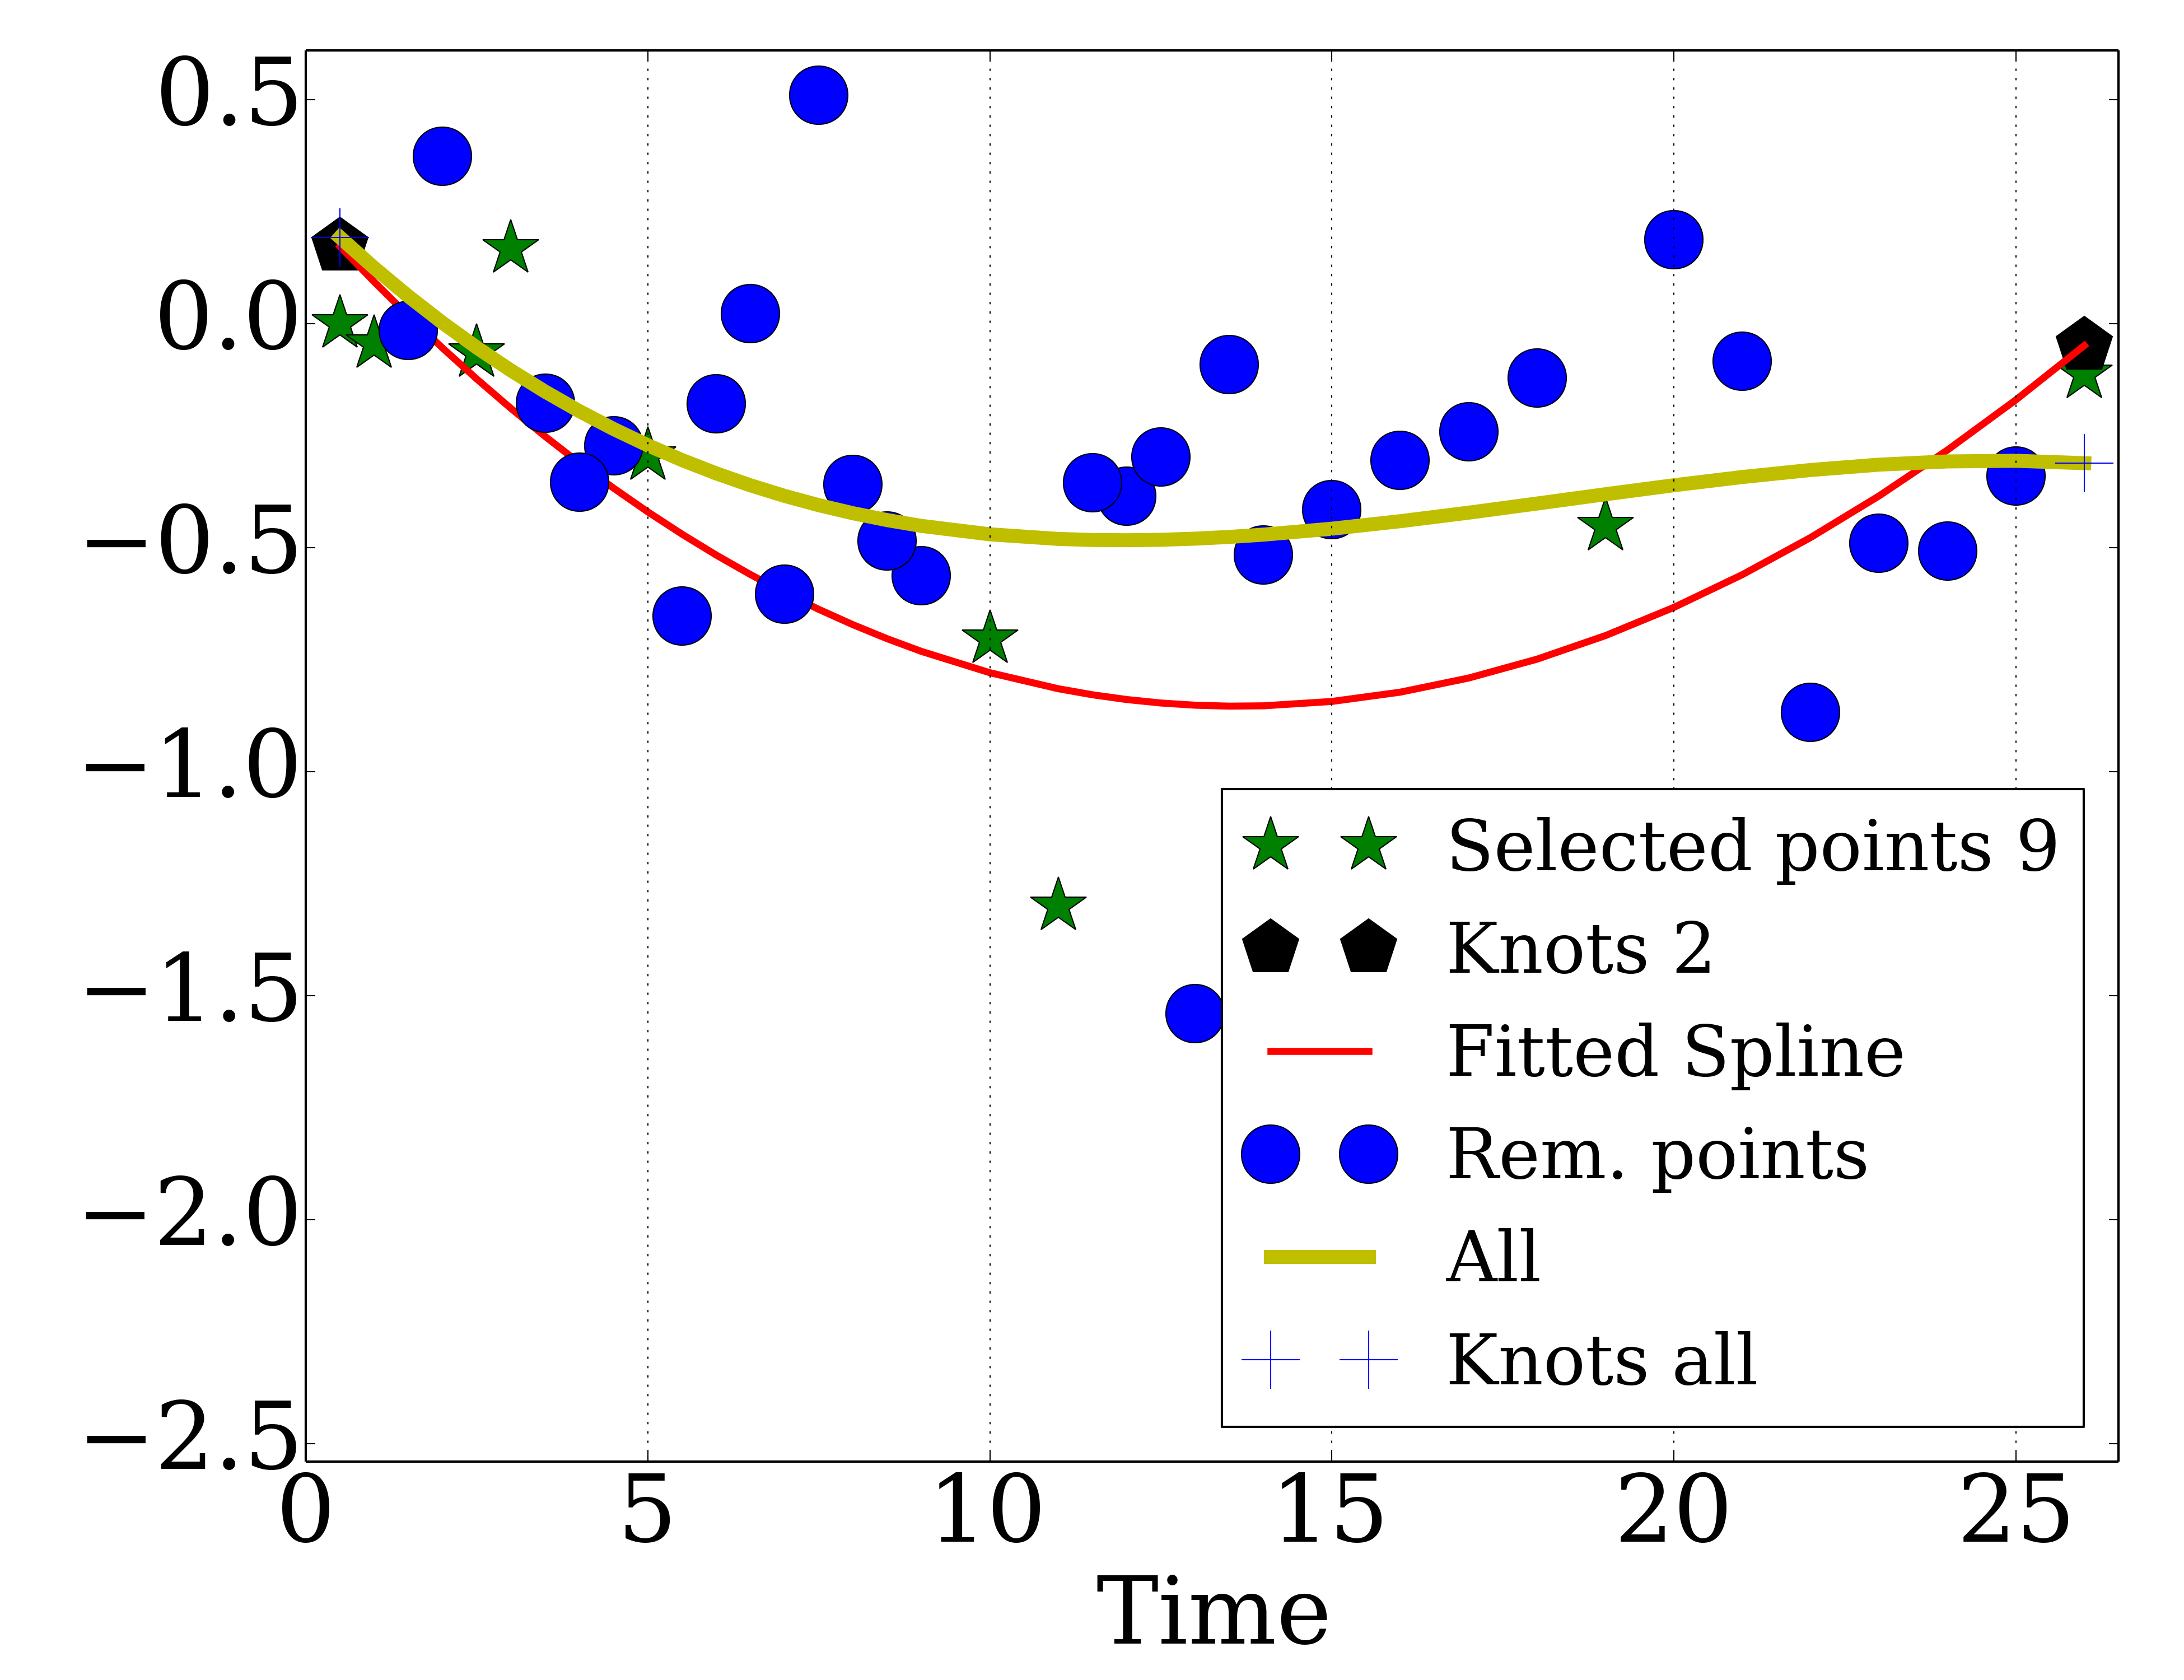 0.5
0.0
−0.5
−1.0
−1.5
−2.0
−2.5
Selected points 9
Knots 2
Fitted Spline
Rem. points
All
Knots all
0 5 10 15 20 25
Time